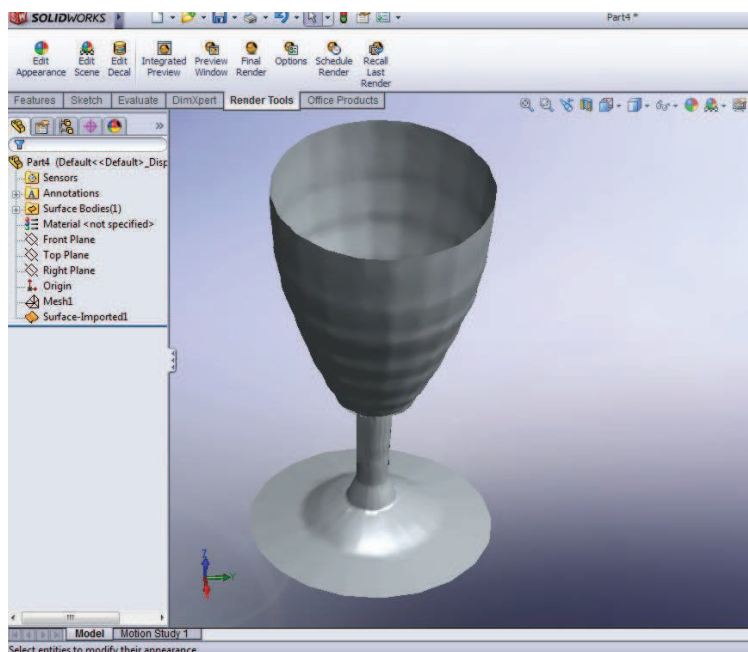 SOLIDWORKS
Part4 *
Edit Appearance
Edit Scene
Edit Decal
Integrated Preview
Preview Window
Final Render
Options
Schedule Render
Recall Last Render
Features
Sketch
Evaluate
DimXpert
Render Tools
Office Products
»
Part4 (Default<<Default>_Disp
Sensors
A Annotations
Surface Bodies(1)
Material <not specified>
Front Plane
Top Plane
Right Plane
Origin
Mesh1
Surface-Imported1
Z
Y
Model
Motion Study 1
Select entities to modify their appearance